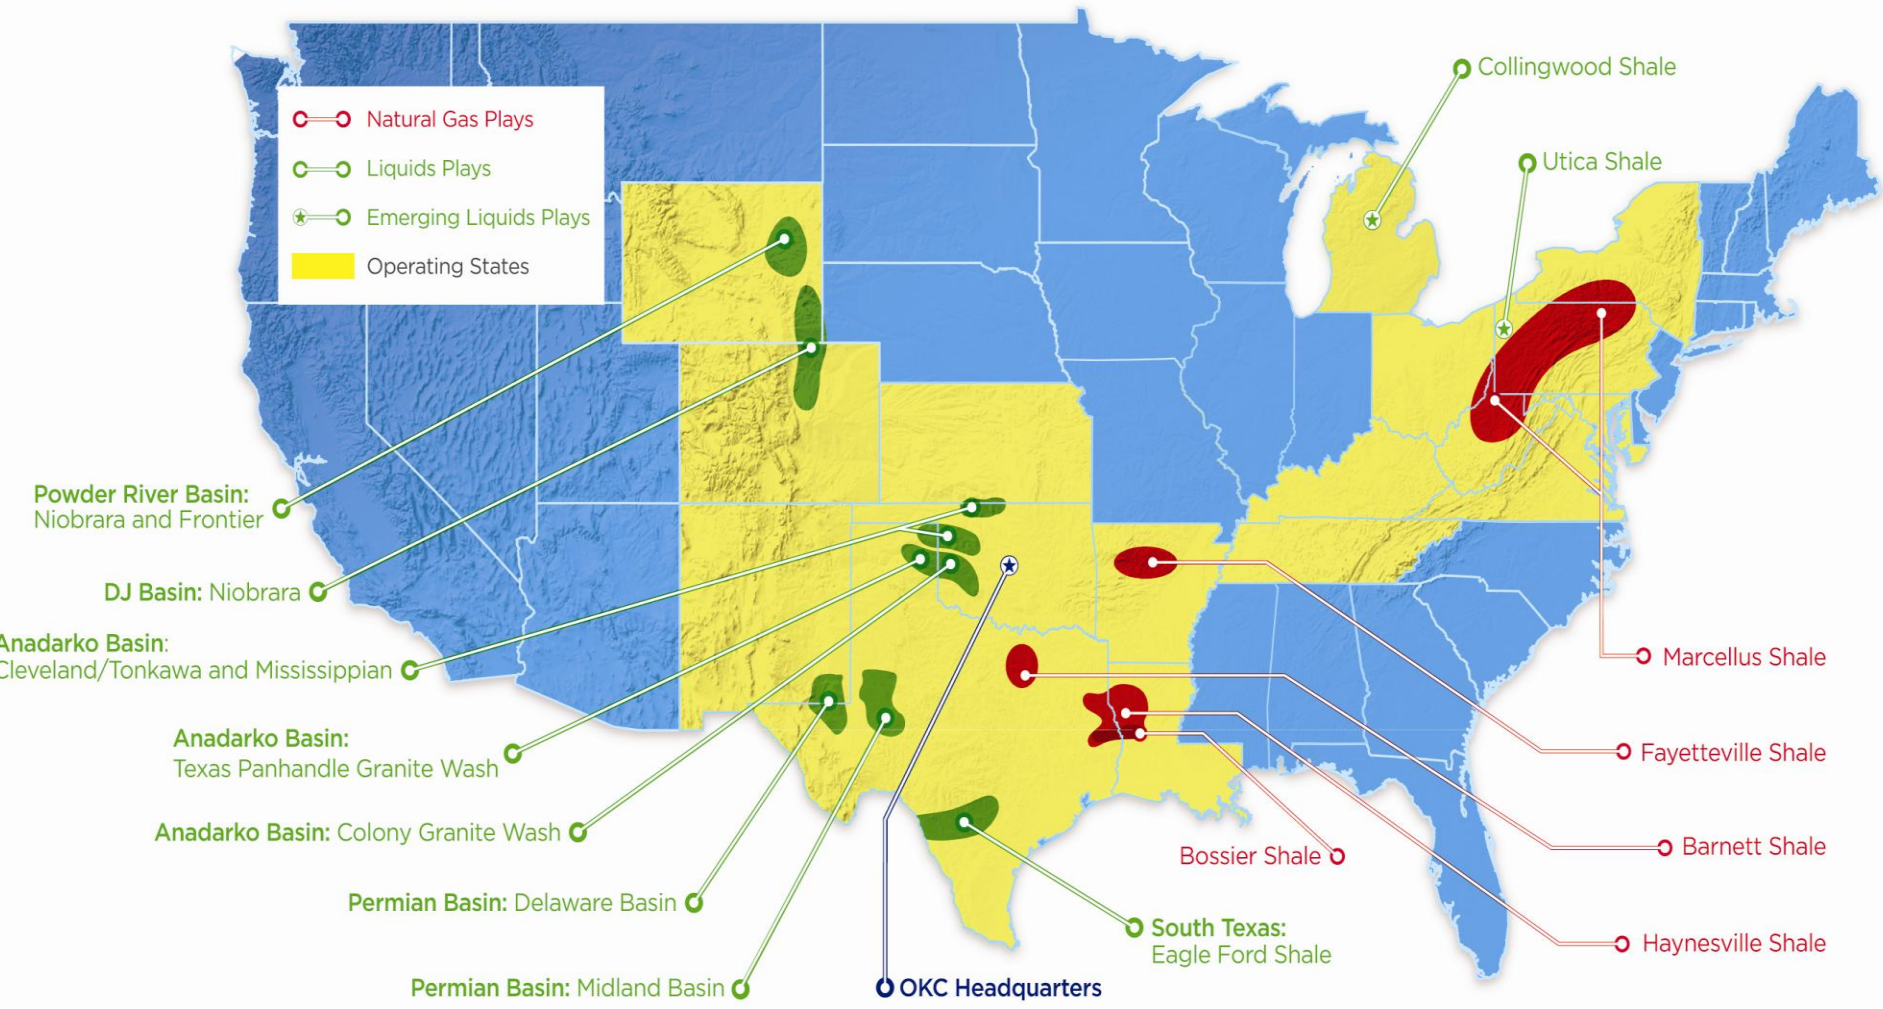 Collingwood Shale
Utica Shale
Natural Gas Plays
Liquids Plays
Emerging Liquids Plays
Operating States
Powder River Basin:
Niobrara and Frontier
DJ Basin: Niobrara
Anadarko Basin:
Cleveland/Tonkawa and Mississippian
Anadarko Basin:
Texas Panhandle Granite Wash
Anadarko Basin: Colony Granite Wash
Permian Basin: Delaware Basin
Permian Basin: Midland Basin
OKC Headquarters
South Texas:
Eagle Ford Shale
Bossier Shale
Marcellus Shale
Fayetteville Shale
Barnett Shale
Haynesville Shale